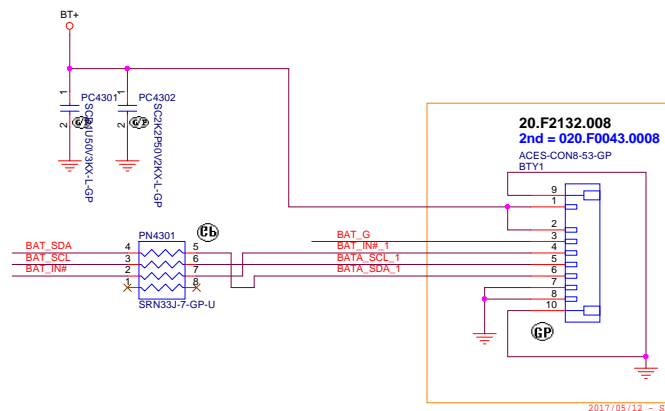 BT+
1
PC4301
2
SCD1U50V3KX-L-GP
1
PC4302
2
SC2K2P50V2KX-L-GP
20.F2132.008
2nd = 020.F0043.0008
ACES-CON8-53-GP
BTY1
9
1
2
3
4
5
6
7
8
10
BAT_G
BAT_IN#_1
BATA_SCL_1
BATA_SDA_1
PN4301
BAT_SDA 4 5
BAT_SCL 3 6
BAT_IN# 2 7
1 8
SRN33J-7-GP-U
GP
2017/05/12 - S